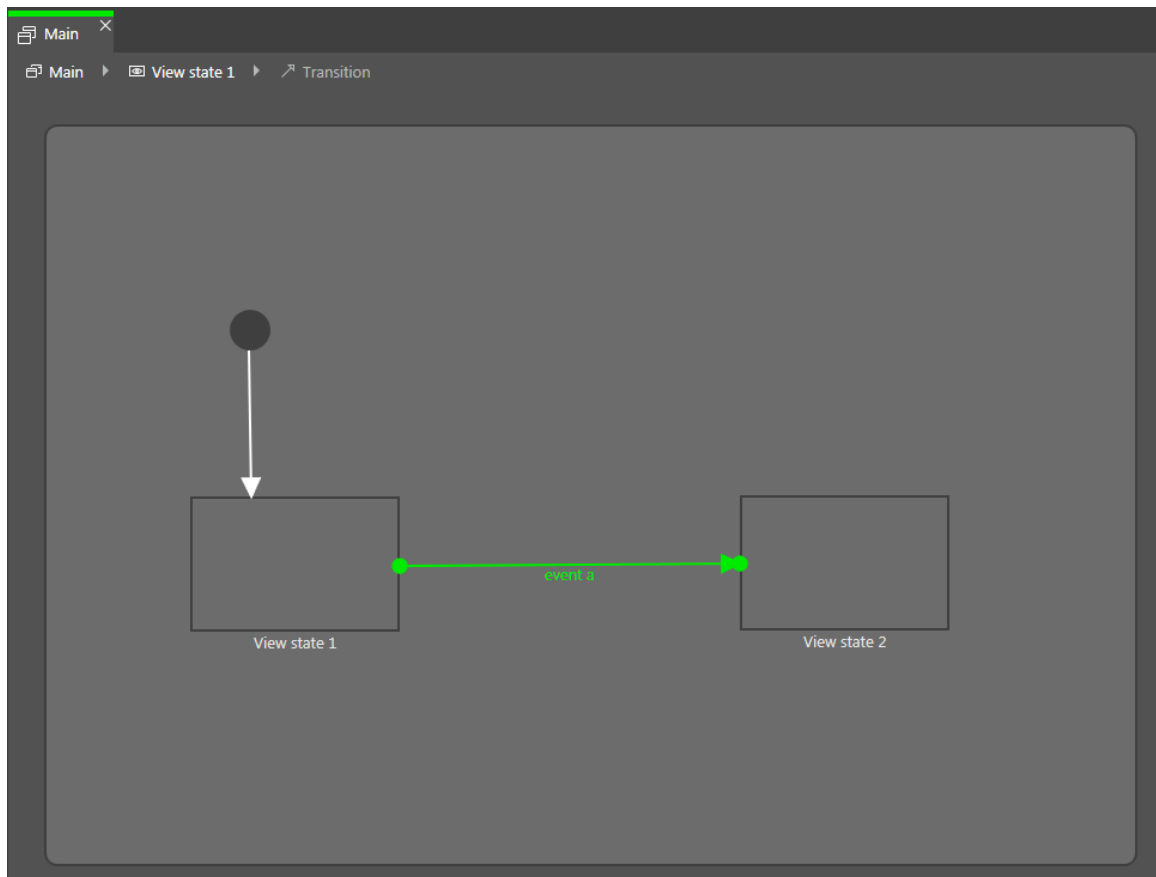 Main
Main View state 1 Transition
event a
View state 1
View state 2